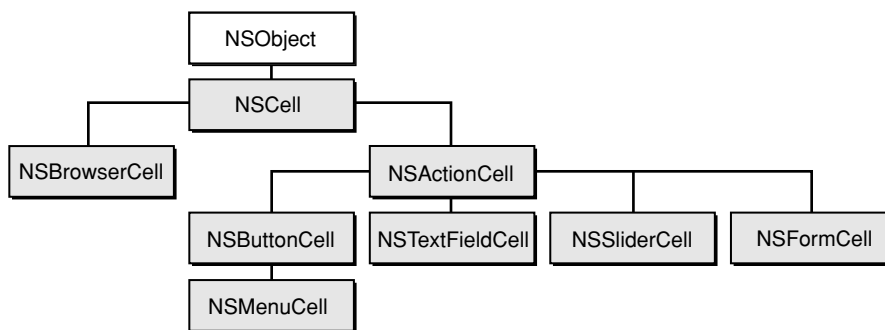 NSObject
NSCell
NSBrowserCell
NSActionCell
NSButtonCell
NSTextFieldCell
NSSliderCell
NSFormCell
NSMenuCell